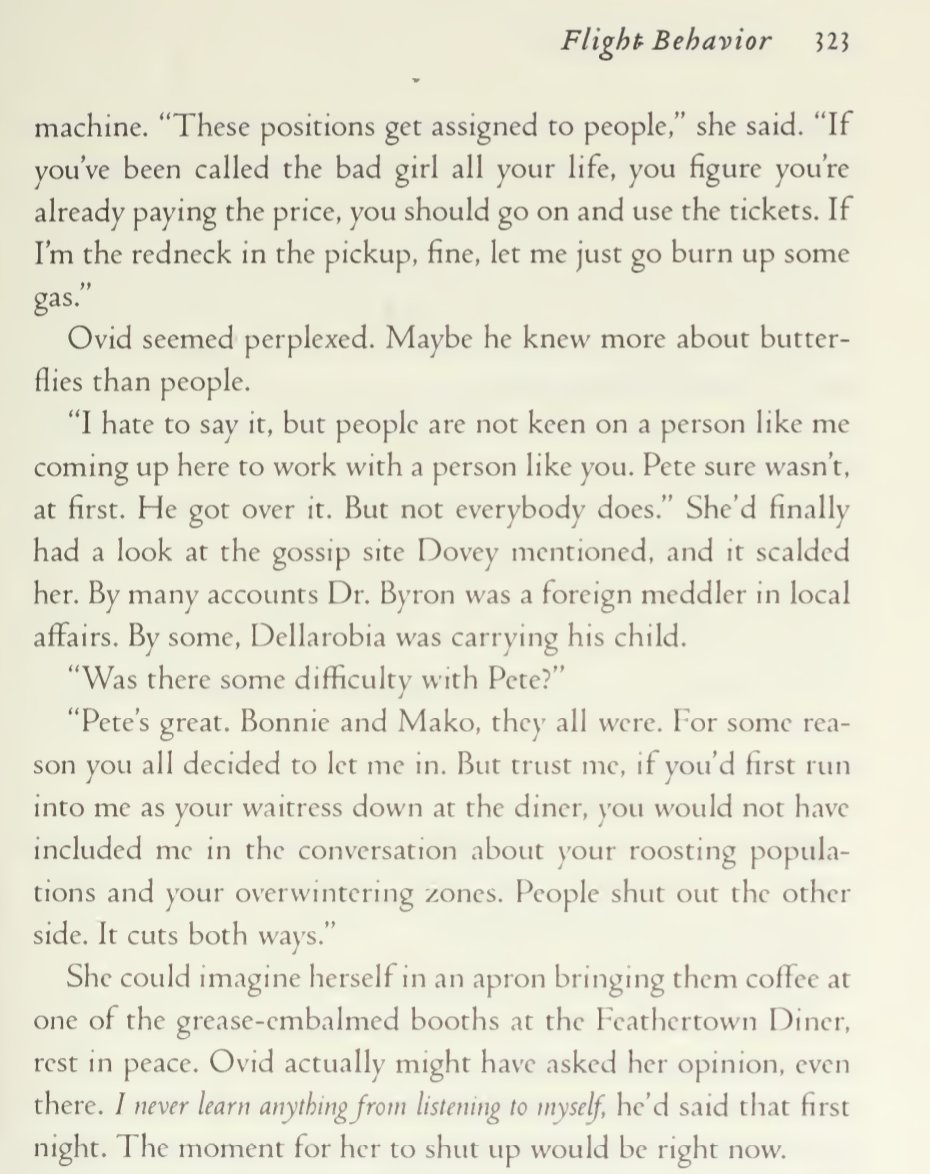 Flight Behavior 323
machine. “These positions get assigned to people,” she said. “If
you’ve been called the bad girl all your life, you figure you’re
already paying the price, you should go on and use the tickets. If
I’m the redneck in the pickup, fine, let me just go burn up some
gas.”
Ovid seemed perplexed. Maybe he knew more about butter-
flies than people.
“I hate to say it, but people are not keen on a person like me
coming up here to work with a person like you. Pete sure wasn’t,
at first. He got over it. But not everybody does.” She’d finally
had a look at the gossip site Dovey mentioned, and it scalded
her. By many accounts Dr. Byron was a foreign meddler in local
affairs. By some, Dellarobia was carrying his child.
“Was there some difficulty with Pete?”
“Pete’s great. Bonnie and Mako, they all were. For some rea-
son you all decided to let me in. But trust me, if you’d first run
into me as your waitress down at the diner, you would not have
included me in the conversation about your roosting popula-
tions and your overwintering zones. People shut out the other
side. It cuts both ways.”
She could imagine herself in an apron bringing them coffee at
one of the grease-embalmed booths at the Feathertown Diner,
rest in peace. Ovid actually might have asked her opinion, even
there. I never learn anything from listening to myself, he’d said that first
night. The moment for her to shut up would be right now.